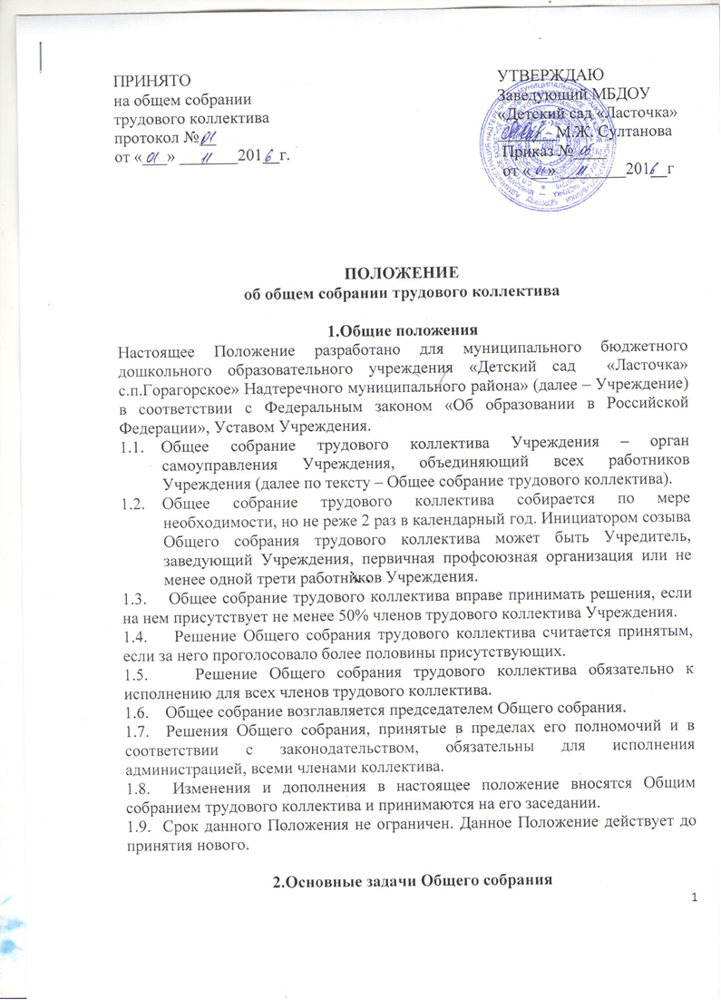 ПРИНЯТО
на общем собрании
трудового коллектива
протокол № 01
от «01» 11 2016г.
УТВЕРЖДАЮ
Заведующий МБДОУ
«Детский сад «Ласточка»
М.Ж. Султанова
Приказ № 06
от «01» 11 2016 г
ПОЛОЖЕНИЕ
об общем собрании трудового коллектива
1.Общие положения
Настоящее Положение разработано для муниципального бюджетного
дошкольного образовательного учреждения «Детский сад «Ласточка»
с.п.Горагорское» Надтеречного муниципального района» (далее – Учреждение)
в соответствии с Федеральным законом «Об образовании в Российской
Федерации», Уставом Учреждения.
1.1. Общее собрание трудового коллектива Учреждения – орган
самоуправления Учреждения, объединяющий всех работников
Учреждения (далее по тексту – Общее собрание трудового коллектива).
1.2. Общее собрание трудового коллектива собирается по мере
необходимости, но не реже 2 раз в календарный год. Инициатором созыва
Общего собрания трудового коллектива может быть Учредитель,
заведующий Учреждения, первичная профсоюзная организация или не
менее одной трети работников Учреждения.
1.3. Общее собрание трудового коллектива вправе принимать решения, если
на нем присутствует не менее 50% членов трудового коллектива Учреждения.
1.4. Решение Общего собрания трудового коллектива считается принятым,
если за него проголосовало более половины присутствующих.
1.5. Решение Общего собрания трудового коллектива обязательно к
исполнению для всех членов трудового коллектива.
1.6. Общее собрание возглавляется председателем Общего собрания.
1.7. Решения Общего собрания, принятые в пределах его полномочий и в
соответствии с законодательством, обязательны для исполнения
администрацией, всеми членами коллектива.
1.8. Изменения и дополнения в настоящее положение вносятся Общим
собранием трудового коллектива и принимаются на его заседании.
1.9. Срок данного Положения не ограничен. Данное Положение действует до
принятия нового.
2.Основные задачи Общего собрания
1